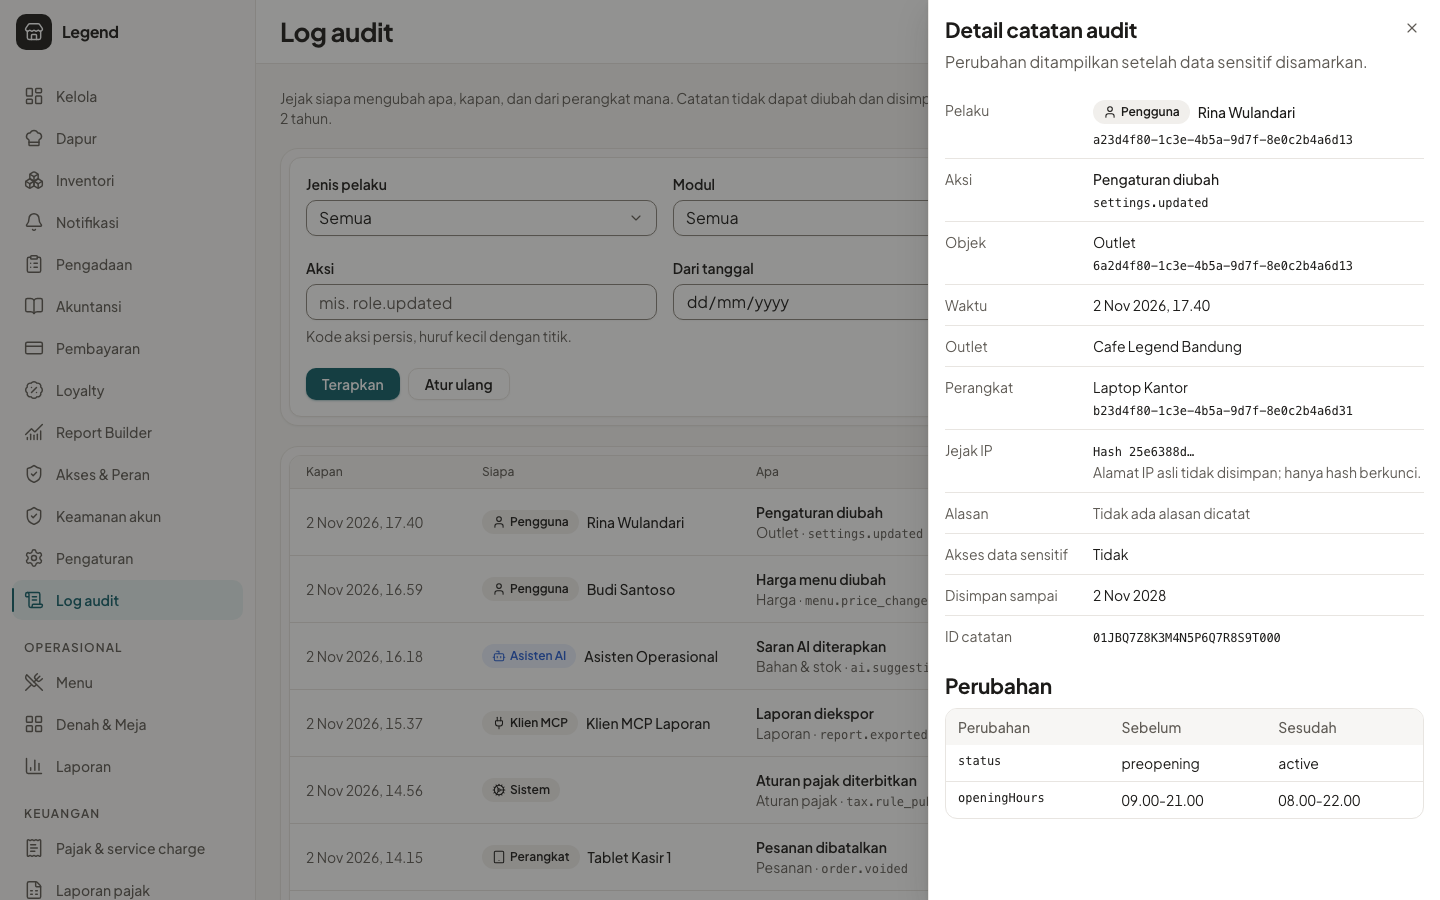 Legend
Kelola
Dapur
Inventori
Notifikasi
Pengadaan
Akuntansi
Pembayaran
Loyalty
Report Builder
Akses & Peran
Keamanan akun
Pengaturan
Log audit
OPERASIONAL
Menu
Denah & Meja
Laporan
KEUANGAN
Pajak & service charge
Laporan pajak
Log audit
Jejak siapa mengubah apa, kapan, dan dari perangkat mana. Catatan tidak dapat diubah dan
2 tahun.
Jenis pelaku
Semua
Modul
Semua
Aksi
mis. role.updated
Kode aksi persis, huruf kecil dengan titik.
Dari tanggal
dd/mm/yyyy
Terapkan
Atur ulang
Kapan Siapa Apa
2 Nov 2026, 17.40 Pengguna Rina Wulandari Pengaturan diubah
Outlet · settings.updated
2 Nov 2026, 16.59 Pengguna Budi Santoso Harga menu diubah
Harga · menu.price_change
2 Nov 2026, 16.18 Asisten AI Asisten Operasional Saran AI diterapkan
Bahan & stok · ai.suggesti
2 Nov 2026, 15.37 Klien MCP Klien MCP Laporan Laporan diekspor
Laporan · report.exported
2 Nov 2026, 14.56 Sistem Aturan pajak diterbitkan
Aturan pajak · tax.rule_pu
2 Nov 2026, 14.15 Perangkat Tablet Kasir 1 Pesanan dibatalkan
Pesanan · order.voided
Detail catatan audit
Perubahan ditampilkan setelah data sensitif disamarkan.
Pelaku Pengguna Rina Wulandari
a23d4f80-1c3e-4b5a-9d7f-8e0c2b4a6d13
Aksi Pengaturan diubah
settings.updated
Objek Outlet
6a2d4f80-1c3e-4b5a-9d7f-8e0c2b4a6d13
Waktu 2 Nov 2026, 17.40
Outlet Cafe Legend Bandung
Perangkat Laptop Kantor
b23d4f80-1c3e-4b5a-9d7f-8e0c2b4a6d31
Jejak IP Hash 25e6388d…
Alamat IP asli tidak disimpan; hanya hash berkunci.
Alasan Tidak ada alasan dicatat
Akses data sensitif Tidak
Disimpan sampai 2 Nov 2028
ID catatan 01JBQ7Z8K3M4N5P6Q7R8S9T000
Perubahan
Perubahan Sebelum Sesudah
status preopening active
openingHours 09.00-21.00 08.00-22.00